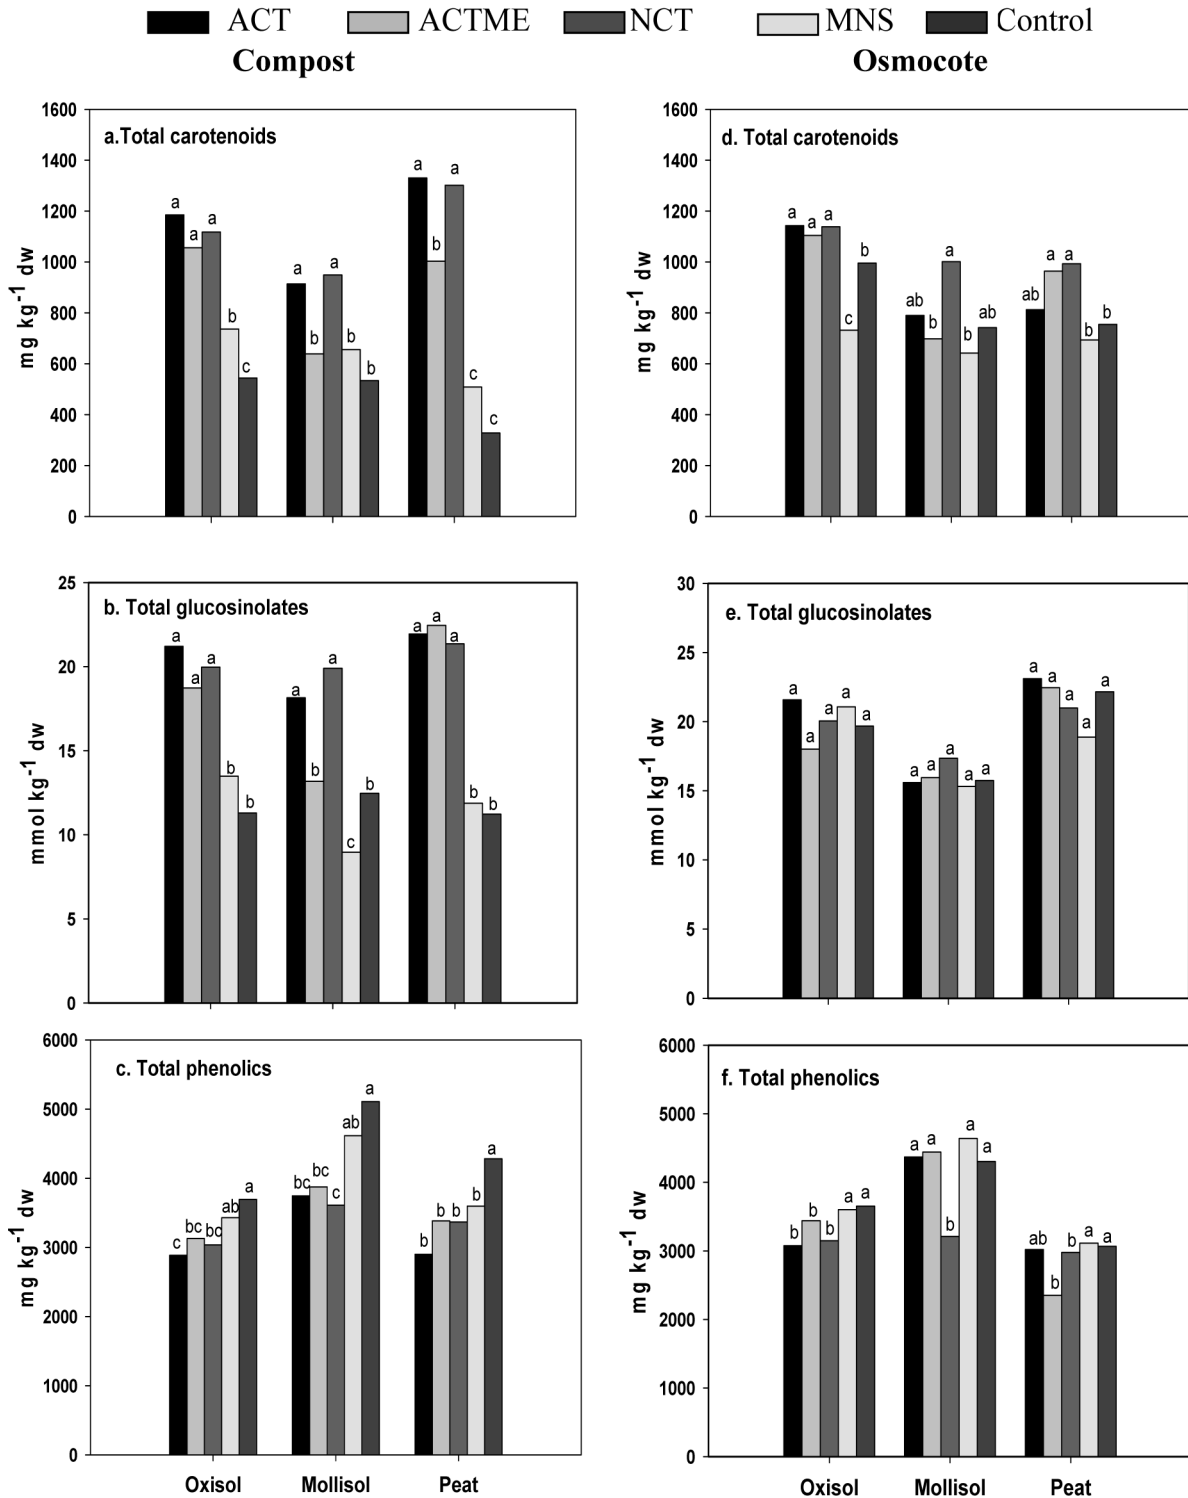 ACT ACTME NCT MNS Control
Compost Osmocote
a.Total carotenoids
1600
1400
1200
1000
800
600
400
200
0
mg kg-1 dw
a a a b c
a b a b b
a b a c c
d. Total carotenoids
1600
1400
1200
1000
800
600
400
200
0
mg kg-1 dw
a a a c b
ab b a b ab
ab a a b b
b. Total glucosinolates
25
20
15
10
5
0
mmol kg-1 dw
a a a b b
a b a c b
a a a b b
e. Total glucosinolates
30
25
20
15
10
5
0
mmol kg-1 dw
a a a a a
a a a a a
a a a a a
c. Total phenolics
6000
5000
4000
3000
2000
1000
0
mg kg-1 dw
c bc bc ab a
bc bc c ab a
b b b b a
Oxisol Mollisol Peat
f. Total phenolics
6000
5000
4000
3000
2000
1000
0
mg kg-1 dw
b b b a a
a a b a a
ab b b a a
Oxisol Mollisol Peat